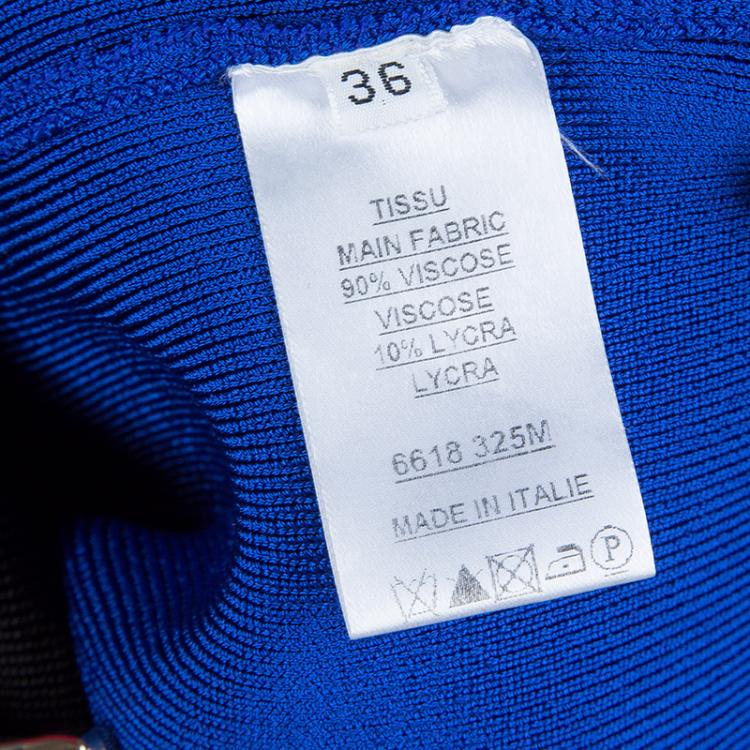 36
TISSU
MAIN FABRIC
90% VISCOSE
VISCOSE
10% LYCRA
LYCRA
6618 325M
MADE IN ITALIE
P